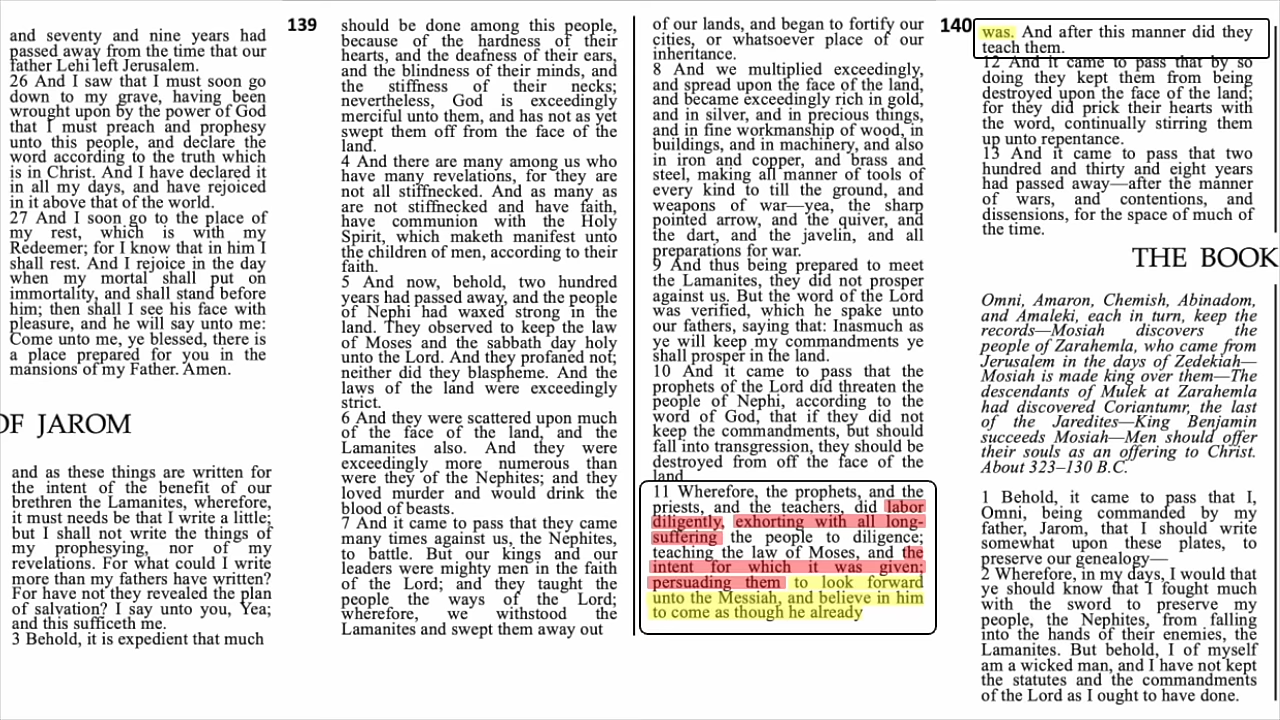 and seventy and nine years had
passed away from the time that our
father Lehi left Jerusalem.
26 And I saw that I must soon go
down to my grave, having been
wrought upon by the power of God
that I must preach and prophesy
unto this people, and declare the
word according to the truth which
is in Christ. And I have declared it
in all my days, and have rejoiced
in it above that of the world.
27 And I soon go to the place of
my rest, which is with my
Redeemer; for I know that in him I
shall rest. And I rejoice in the day
when my mortal shall put on
immortality, and shall stand before
him; then shall I see his face with
pleasure, and he will say unto me:
Come unto me, ye blessed, there is
a place prepared for you in the
mansions of my Father. Amen.
OF JAROM
and as these things are written for
the intent of the benefit of our
brethren the Lamanites, wherefore,
it must needs be that I write a little;
but I shall not write the things of
my prophesying, nor of my
revelations. For what could I write
more than my fathers have written?
For have not they revealed the plan
of salvation? I say unto you, Yea;
and this sufficeth me.
3 Behold, it is expedient that much
139
should be done among this people,
because of the hardness of their
hearts, and the deafness of their ears,
and the blindness of their minds, and
the stiffness of their necks;
nevertheless, God is exceedingly
merciful unto them, and has not as yet
swept them off from the face of the
land.
4 And there are many among us who
have many revelations, for they are
not all stiffnecked. And as many as
are not stiffnecked and have faith,
have communion with the Holy
Spirit, which maketh manifest unto
the children of men, according to their
faith.
5 And now, behold, two hundred
years had passed away, and the people
of Nephi had waxed strong in the
land. They observed to keep the law
of Moses and the sabbath day holy
unto the Lord. And they profaned not;
neither did they blaspheme. And the
laws of the land were exceedingly
strict.
6 And they were scattered upon much
of the face of the land, and the
Lamanites also. And they were
exceedingly more numerous than
were they of the Nephites; and they
loved murder and would drink the
blood of beasts.
7 And it came to pass that they came
many times against us, the Nephites,
to battle. But our kings and our
leaders were mighty men in the faith
of the Lord; and they taught the
people the ways of the Lord;
wherefore, we withstood the
Lamanites and swept them away out
of our lands, and began to fortify our
cities, or whatsoever place of our
inheritance.
8 And we multiplied exceedingly,
and spread upon the face of the land,
and became exceedingly rich in gold,
and in silver, and in precious things,
and in fine workmanship of wood, in
buildings, and in machinery, and also
in iron and copper, and brass and
steel, making all manner of tools of
every kind to till the ground, and
weapons of war—yea, the sharp
pointed arrow, and the quiver, and
the dart, and the javelin, and all
preparations for war.
9 And thus being prepared to meet
the Lamanites, they did not prosper
against us. But the word of the Lord
was verified, which he spake unto
our fathers, saying that: Inasmuch as
ye will keep my commandments ye
shall prosper in the land.
10 And it came to pass that the
prophets of the Lord did threaten the
people of Nephi, according to the
word of God, that if they did not
keep the commandments, but should
fall into transgression, they should be
destroyed from off the face of the
land.
11 Wherefore, the prophets, and the
priests, and the teachers, did labor
diligently, exhorting with all long-
suffering the people to diligence;
teaching the law of Moses, and the
intent for which it was given;
persuading them to look forward
unto the Messiah, and believe in him
to come as though he already
140
was. And after this manner did they
teach them.
12 And it came to pass that by so
doing they kept them from being
destroyed upon the face of the land;
for they did prick their hearts with
the word, continually stirring them
up unto repentance.
13 And it came to pass that two
hundred and thirty and eight years
had passed away—after the manner
of wars, and contentions, and
dissensions, for the space of much of
the time.
THE BOOK
Omni, Amaron, Chemish, Abinadom,
and Amaleki, each in turn, keep the
records—Mosiah discovers the
people of Zarahemla, who came from
Jerusalem in the days of Zedekiah—
Mosiah is made king over them—The
descendants of Mulek at Zarahemla
had discovered Coriantumr, the last
of the Jaredites—King Benjamin
succeeds Mosiah—Men should offer
their souls as an offering to Christ.
About 323–130 B.C.
1 Behold, it came to pass that I,
Omni, being commanded by my
father, Jarom, that I should write
somewhat upon these plates, to
preserve our genealogy—
2 Wherefore, in my days, I would that
ye should know that I fought much
with the sword to preserve my
people, the Nephites, from falling
into the hands of their enemies, the
Lamanites. But behold, I of myself
am a wicked man, and I have not kept
the statutes and the commandments
of the Lord as I ought to have done.